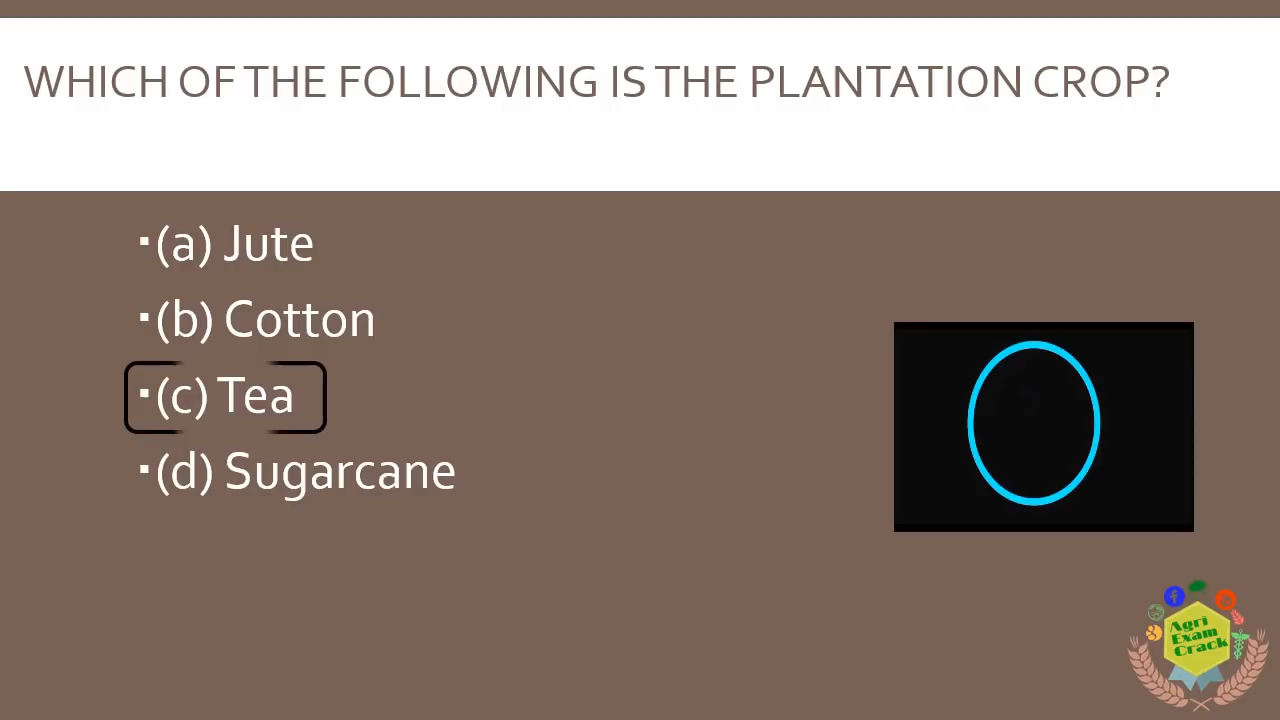 WHICH OF THE FOLLOWING IS THE PLANTATION CROP?
▪(a) Jute
▪(b) Cotton
▪(c) Tea
▪(d) Sugarcane
Agri
Exam
Crack